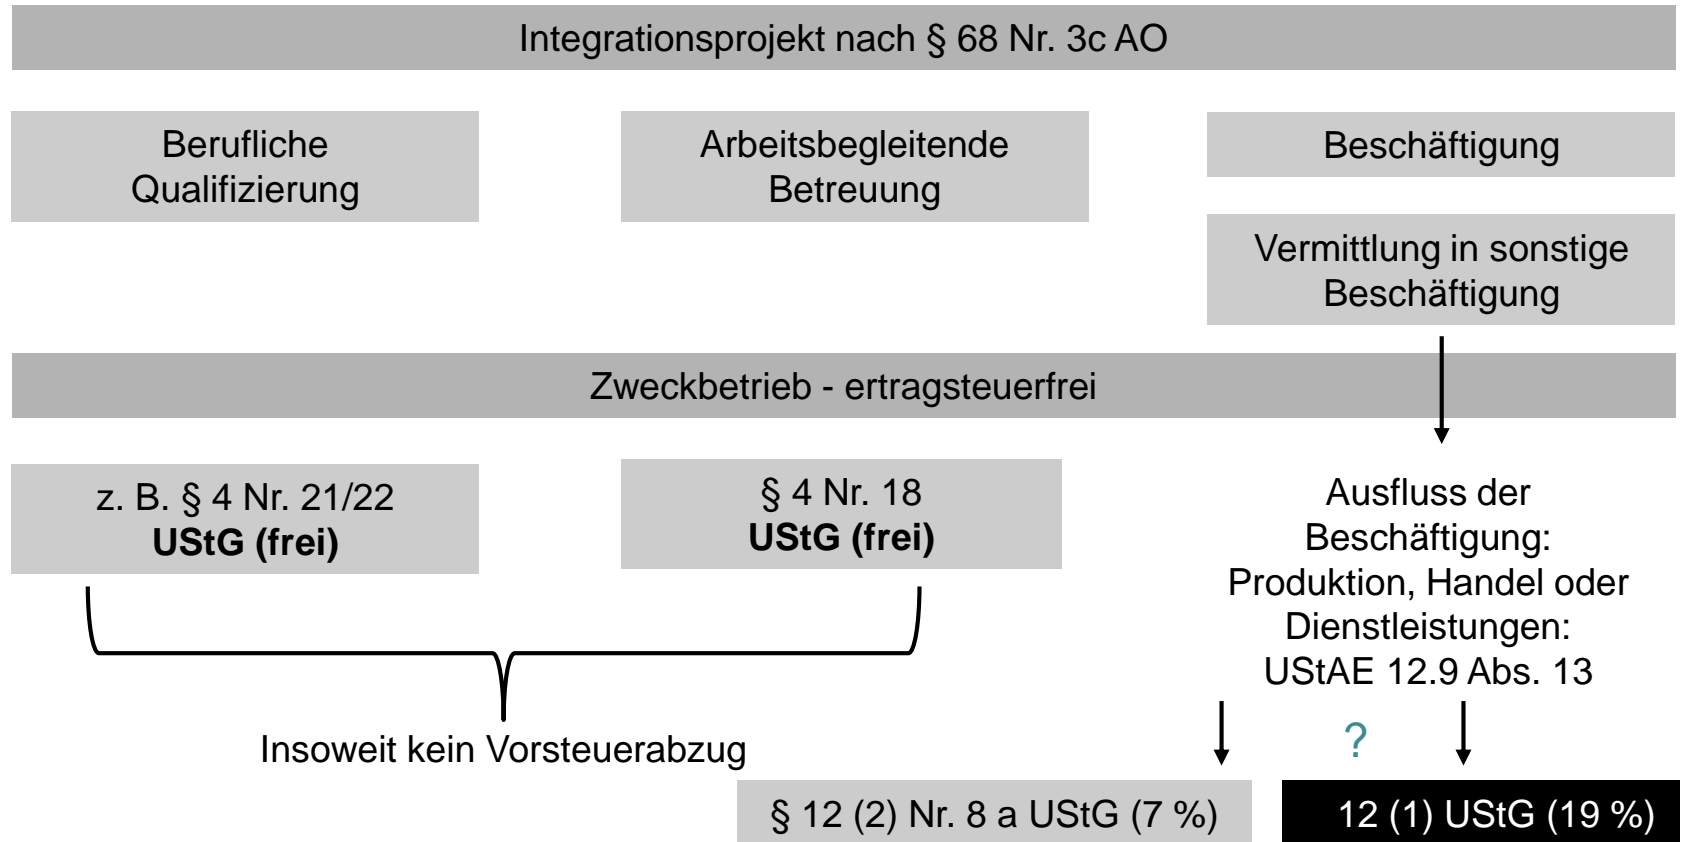 Integrationsprojekt nach § 68 Nr. 3c AO
Berufliche
Qualifizierung
Arbeitsbegleitende
Betreuung
Beschäftigung
Vermittlung in sonstige
Beschäftigung
Zweckbetrieb - ertragsteuerfrei
z. B. § 4 Nr. 21/22
UStG (frei)
§ 4 Nr. 18
UStG (frei)
Ausfluss der
Beschäftigung:
Produktion, Handel oder
Dienstleistungen:
UStAE 12.9 Abs. 13
Insoweit kein Vorsteuerabzug
?
§ 12 (2) Nr. 8 a UStG (7 %)
12 (1) UStG (19 %)